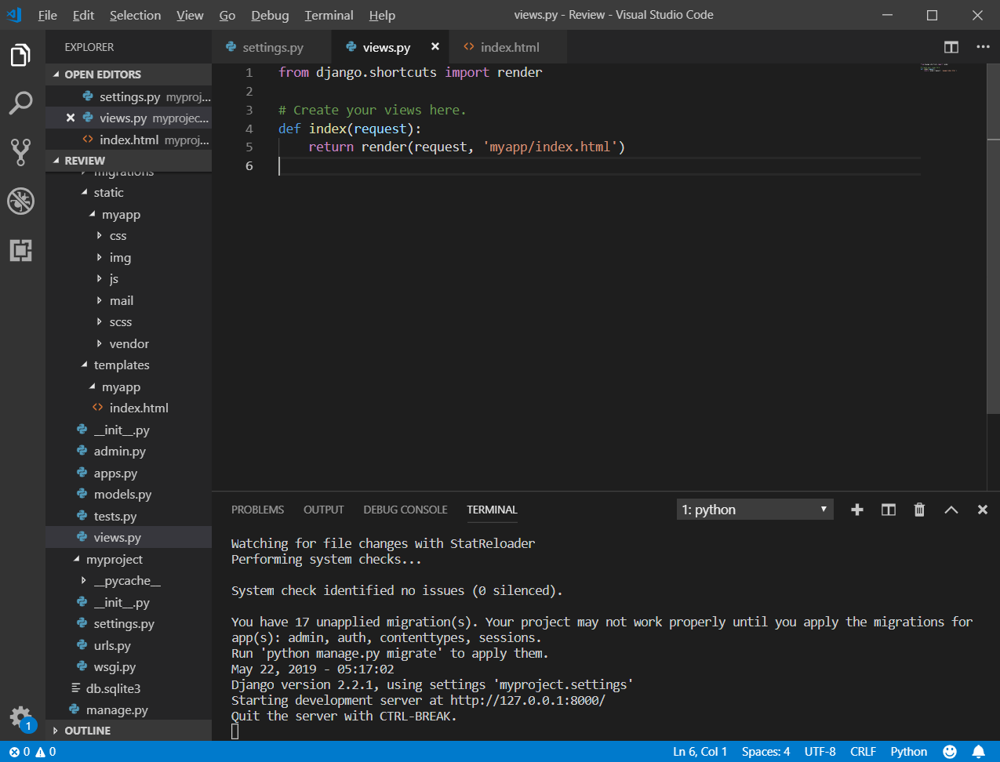 File Edit Selection View Go Debug Terminal Help
views.py - Review - Visual Studio Code
EXPLORER
OPEN EDITORS
settings.py myproj...
views.py myprojec...
index.html myproj...
REVIEW
migrations
static
myapp
css
img
js
mail
scss
vendor
templates
myapp
index.html
__init__.py
admin.py
apps.py
models.py
tests.py
views.py
myproject
__pycache__
__init__.py
settings.py
urls.py
wsgi.py
db.sqlite3
manage.py
OUTLINE
1
settings.py
views.py
index.html
1 from django.shortcuts import render
2
3 # Create your views here.
4 def index(request):
5 return render(request, 'myapp/index.html')
6
PROBLEMS OUTPUT DEBUG CONSOLE TERMINAL
1: python
Watching for file changes with StatReloader
Performing system checks...
System check identified no issues (0 silenced).
You have 17 unapplied migration(s). Your project may not work properly until you apply the migrations for
app(s): admin, auth, contenttypes, sessions.
Run 'python manage.py migrate' to apply them.
May 22, 2019 - 05:17:02
Django version 2.2.1, using settings 'myproject.settings'
Starting development server at http://127.0.0.1:8000/
Quit the server with CTRL-BREAK.
0 0
Ln 6, Col 1 Spaces: 4 UTF-8 CRLF Python